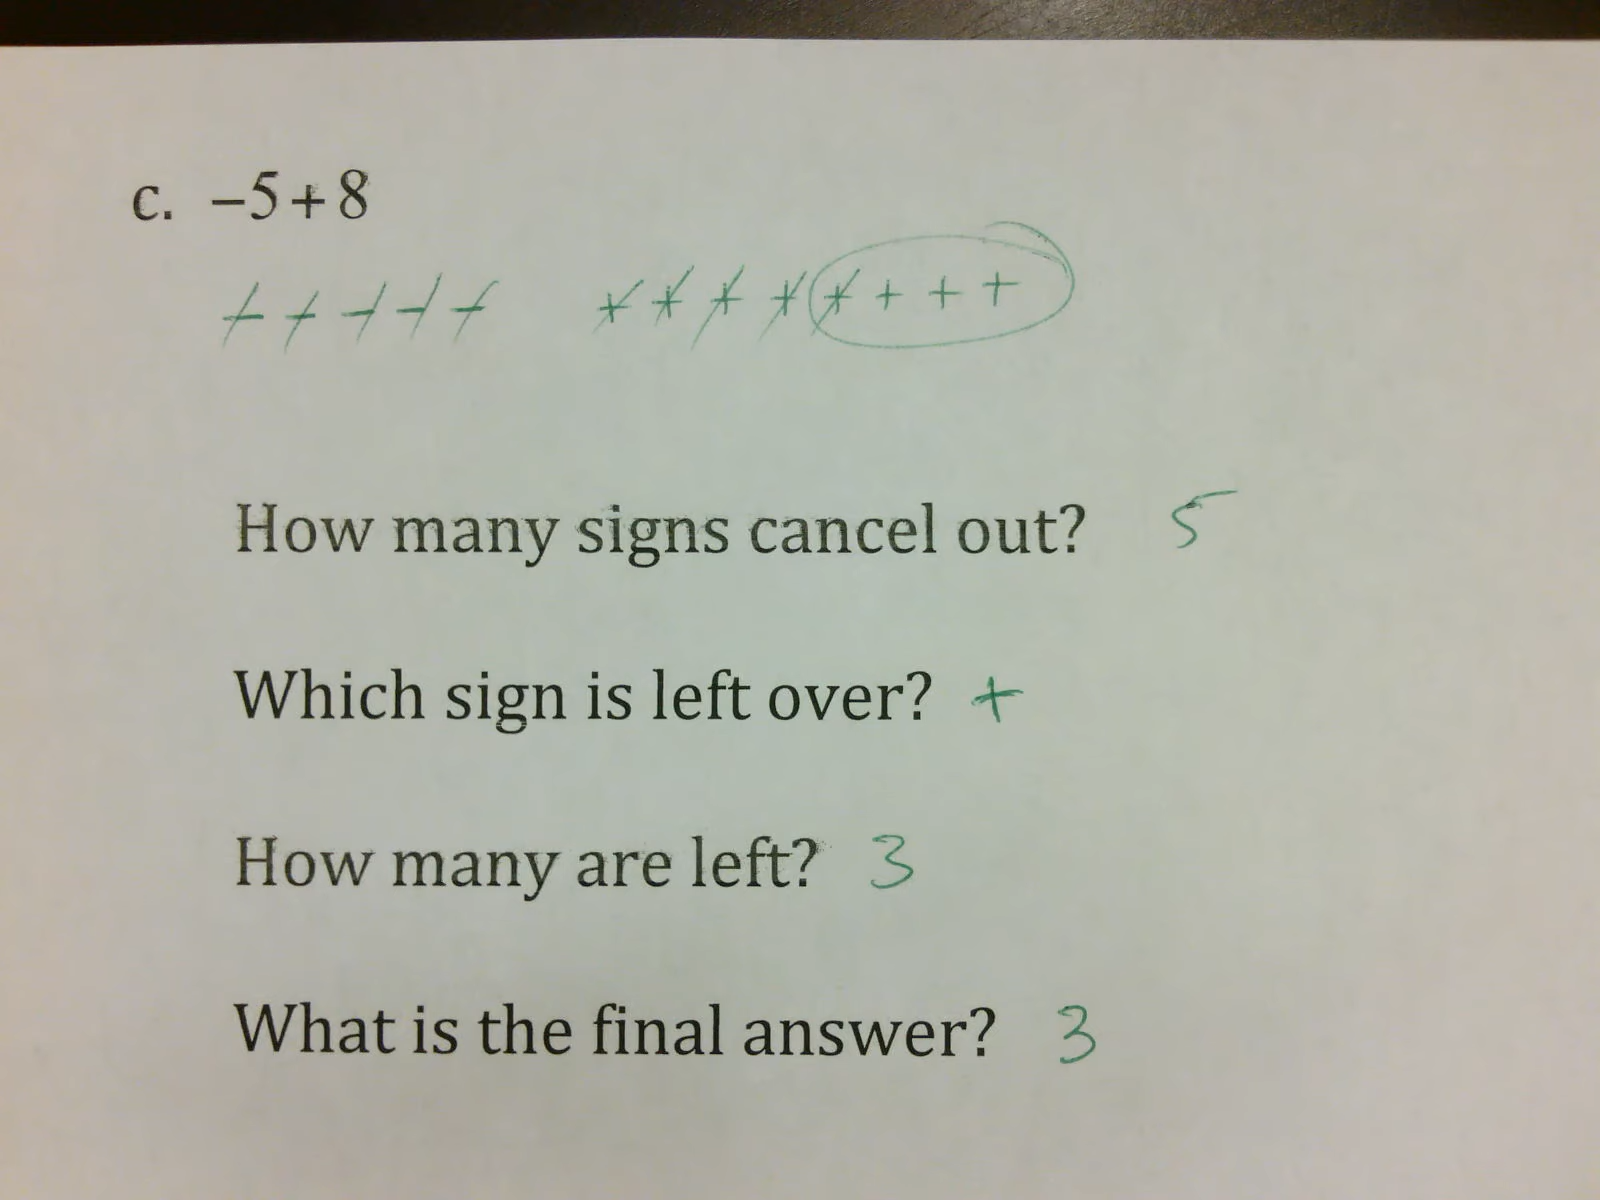 c. −5+8
− − − − − + + + + + + + +
How many signs cancel out? 5
Which sign is left over? +
How many are left? 3
What is the final answer? 3